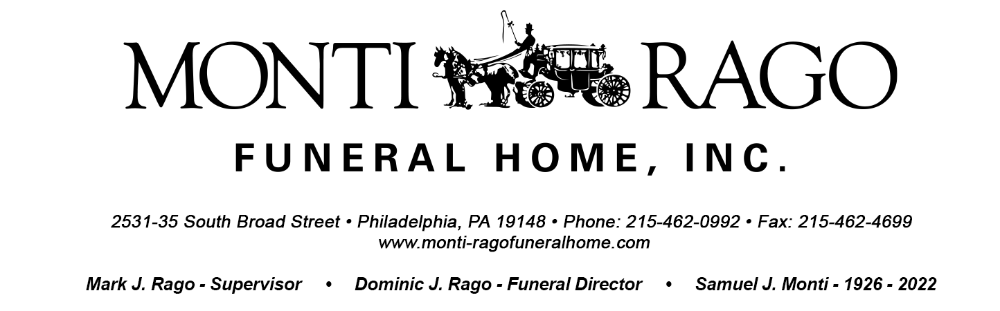 MONTI RAGO
FUNERAL HOME, INC.
2531-35 South Broad Street • Philadelphia, PA 19148 • Phone: 215-462-0992 • Fax: 215-462-4699
www.monti-ragofuneralhome.com
Mark J. Rago - Supervisor • Dominic J. Rago - Funeral Director • Samuel J. Monti - 1926 - 2022